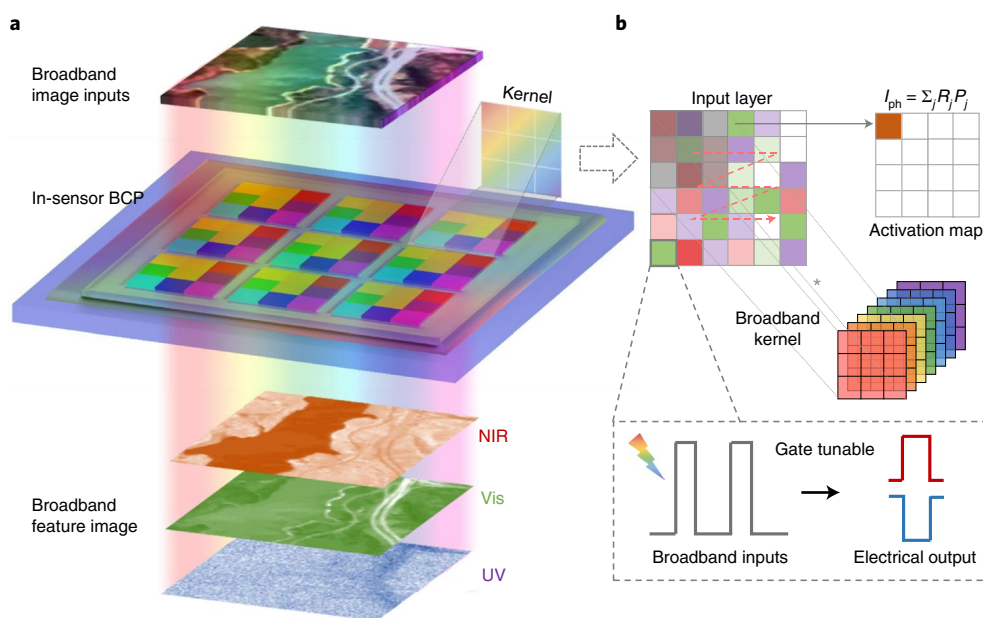 a
Broadband
image inputs
Kernel
In-sensor BCP
NIR
Vis
Broadband
feature image
UV
b
Input layer
I_ph = Σ_j R_j P_j
Activation map
*
Broadband
kernel
Gate tunable
Broadband inputs
Electrical output